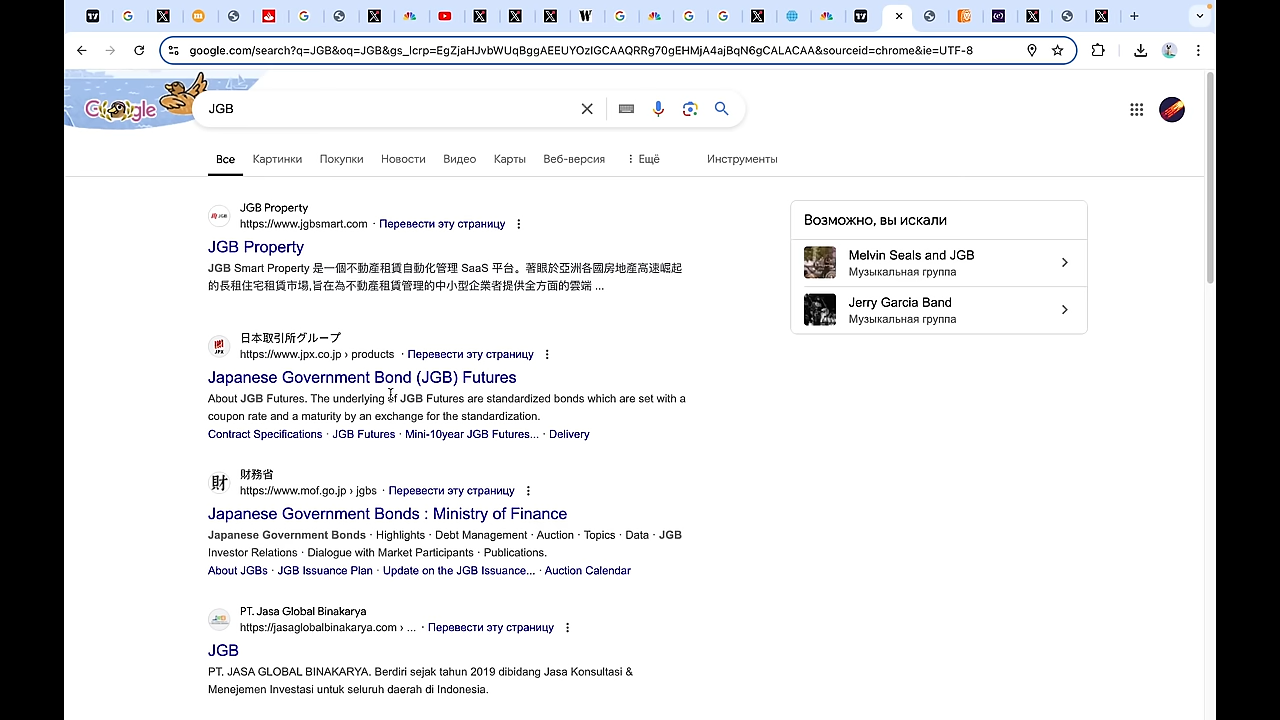 google.com/search?q=JGB&oq=JGB&gs_lcrp=EgZjaHJvbWUqBggAEEUYOzIGCAAQRRg70gEHMjA4ajBqN6gCALACAA&sourceid=chrome&ie=UTF-8
Google
JGB
Все
Картинки
Покупки
Новости
Видео
Карты
Веб-версия
Ещё
Инструменты
JGB Property
https://www.jgbsmart.com · Перевести эту страницу
JGB Property
JGB Smart Property 是一個不動產租賃自動化管理 SaaS 平台。著眼於亞洲各國房地產高速崛起
的長租住宅租賃市場,旨在為不動產租賃管理的中小型企業者提供全方面的雲端 ...
日本取引所グループ
https://www.jpx.co.jp › products · Перевести эту страницу
Japanese Government Bond (JGB) Futures
About JGB Futures. The underlying of JGB Futures are standardized bonds which are set with a
coupon rate and a maturity by an exchange for the standardization.
Contract Specifications · JGB Futures · Mini-10year JGB Futures... · Delivery
財務省
https://www.mof.go.jp › jgbs · Перевести эту страницу
Japanese Government Bonds : Ministry of Finance
Japanese Government Bonds · Highlights · Debt Management · Auction · Topics · Data · JGB
Investor Relations · Dialogue with Market Participants · Publications.
About JGBs · JGB Issuance Plan · Update on the JGB Issuance... · Auction Calendar
PT. Jasa Global Binakarya
https://jasaglobalbinakarya.com › ... · Перевести эту страницу
JGB
PT. JASA GLOBAL BINAKARYA. Berdiri sejak tahun 2019 dibidang Jasa Konsultasi &
Menejemen Investasi untuk seluruh daerah di Indonesia.
Возможно, вы искали
Melvin Seals and JGB
Музыкальная группа
Jerry Garcia Band
Музыкальная группа